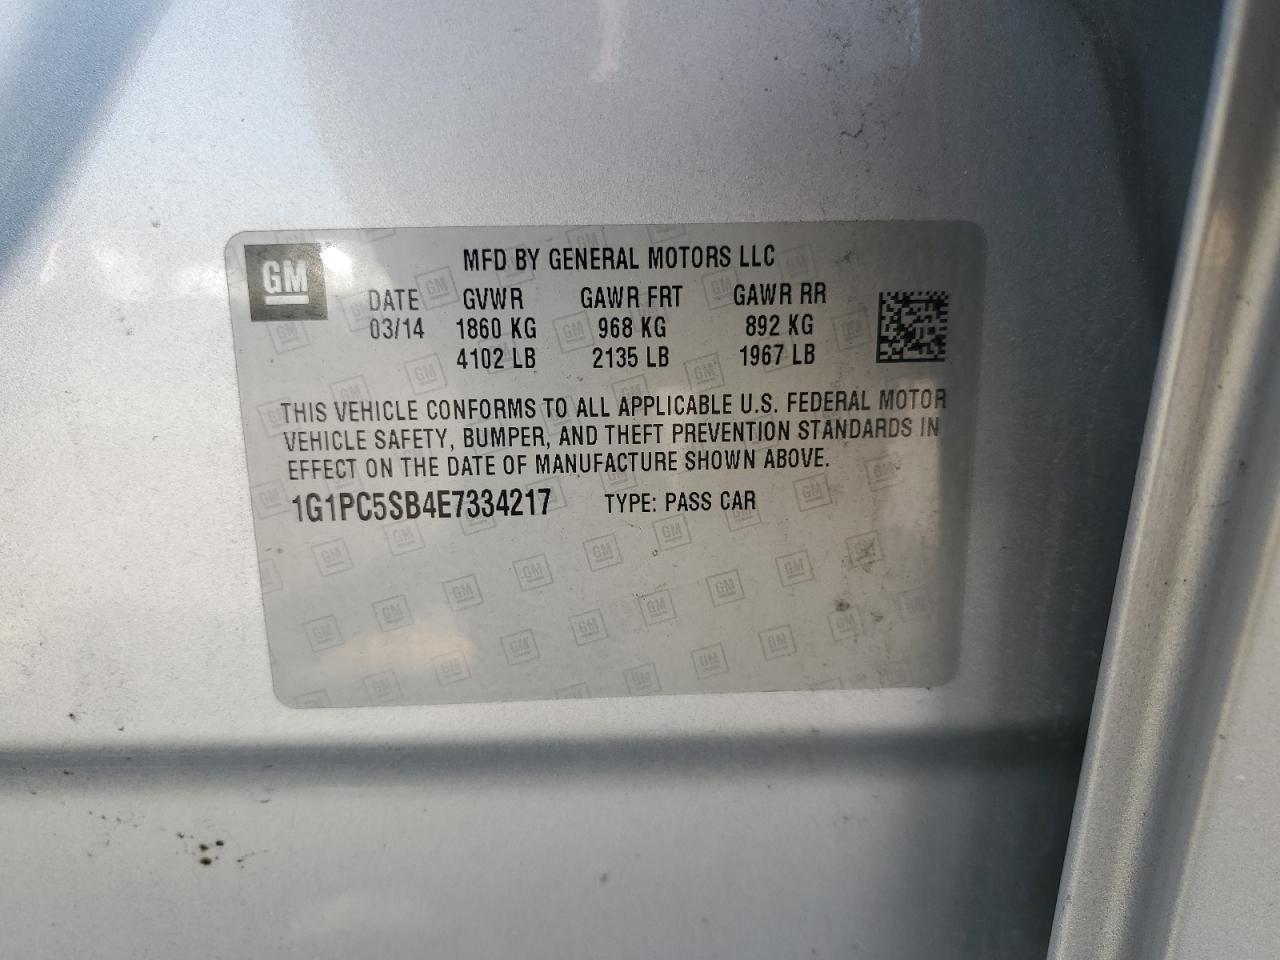 GM
MFD BY GENERAL MOTORS LLC
DATE GVWR GAWR FRT GAWR RR
03/14 1860 KG 968 KG 892 KG
4102 LB 2135 LB 1967 LB
THIS VEHICLE CONFORMS TO ALL APPLICABLE U.S. FEDERAL MOTOR
VEHICLE SAFETY, BUMPER, AND THEFT PREVENTION STANDARDS IN
EFFECT ON THE DATE OF MANUFACTURE SHOWN ABOVE.
1G1PC5SB4E7334217 TYPE: PASS CAR